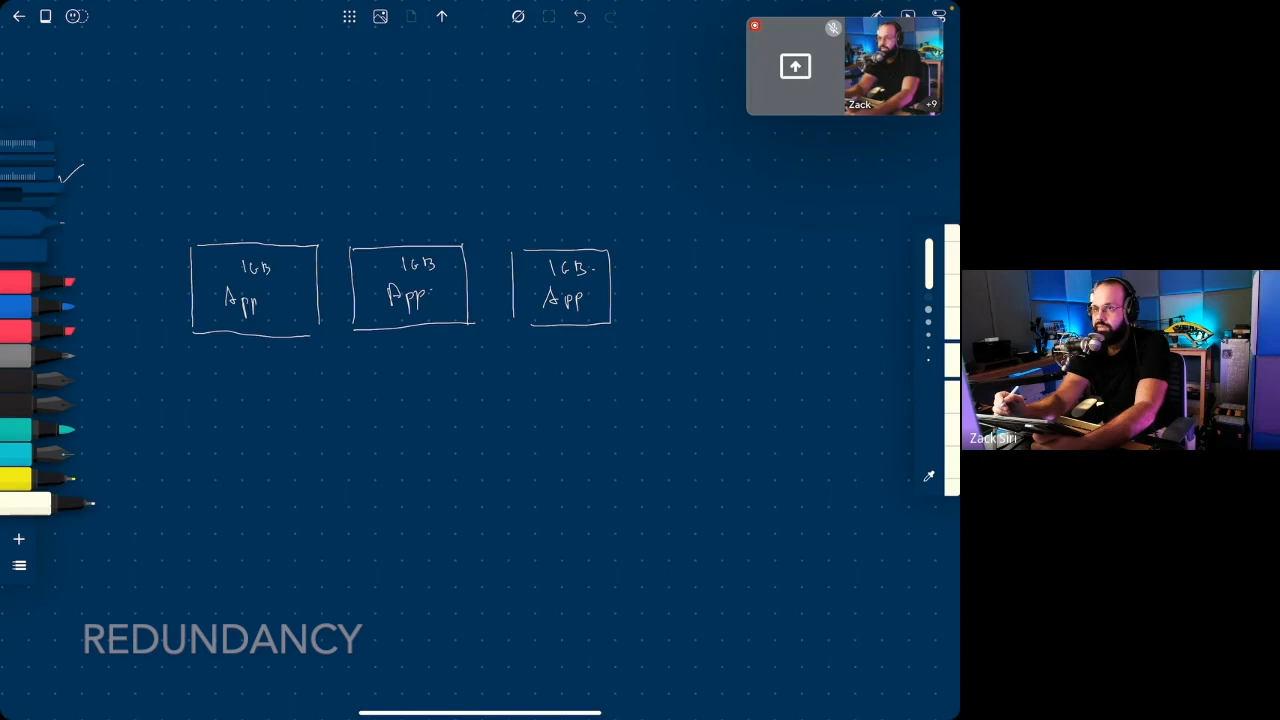 Zack
+9
1GB 1GB 1GB
App App App
Zack Siri
REDUNDANCY